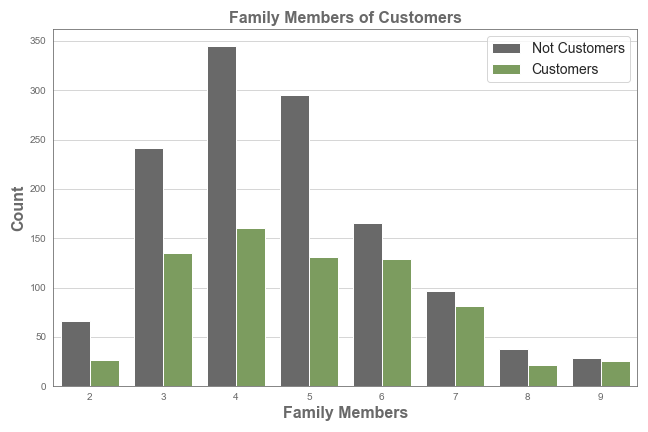 Family Members of Customers
Not Customers
Customers
Count
350
300
250
200
150
100
50
0
2 3 4 5 6 7 8 9
Family Members